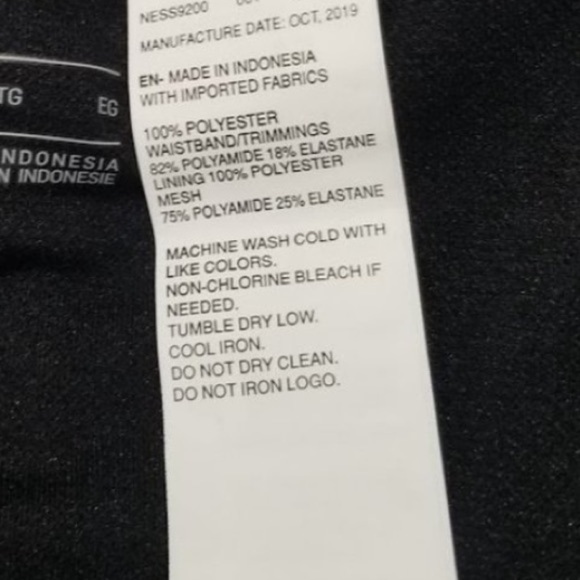 NESS9200
MANUFACTURE DATE: OCT, 2019
EN- MADE IN INDONESIA
WITH IMPORTED FABRICS
100% POLYESTER
WAISTBAND/TRIMMINGS
82% POLYAMIDE 18% ELASTANE
LINING 100% POLYESTER
MESH
75% POLYAMIDE 25% ELASTANE
MACHINE WASH COLD WITH
LIKE COLORS.
NON-CHLORINE BLEACH IF
NEEDED.
TUMBLE DRY LOW.
COOL IRON.
DO NOT DRY CLEAN.
DO NOT IRON LOGO.
TG EG
NDONESIA
N INDONESIE